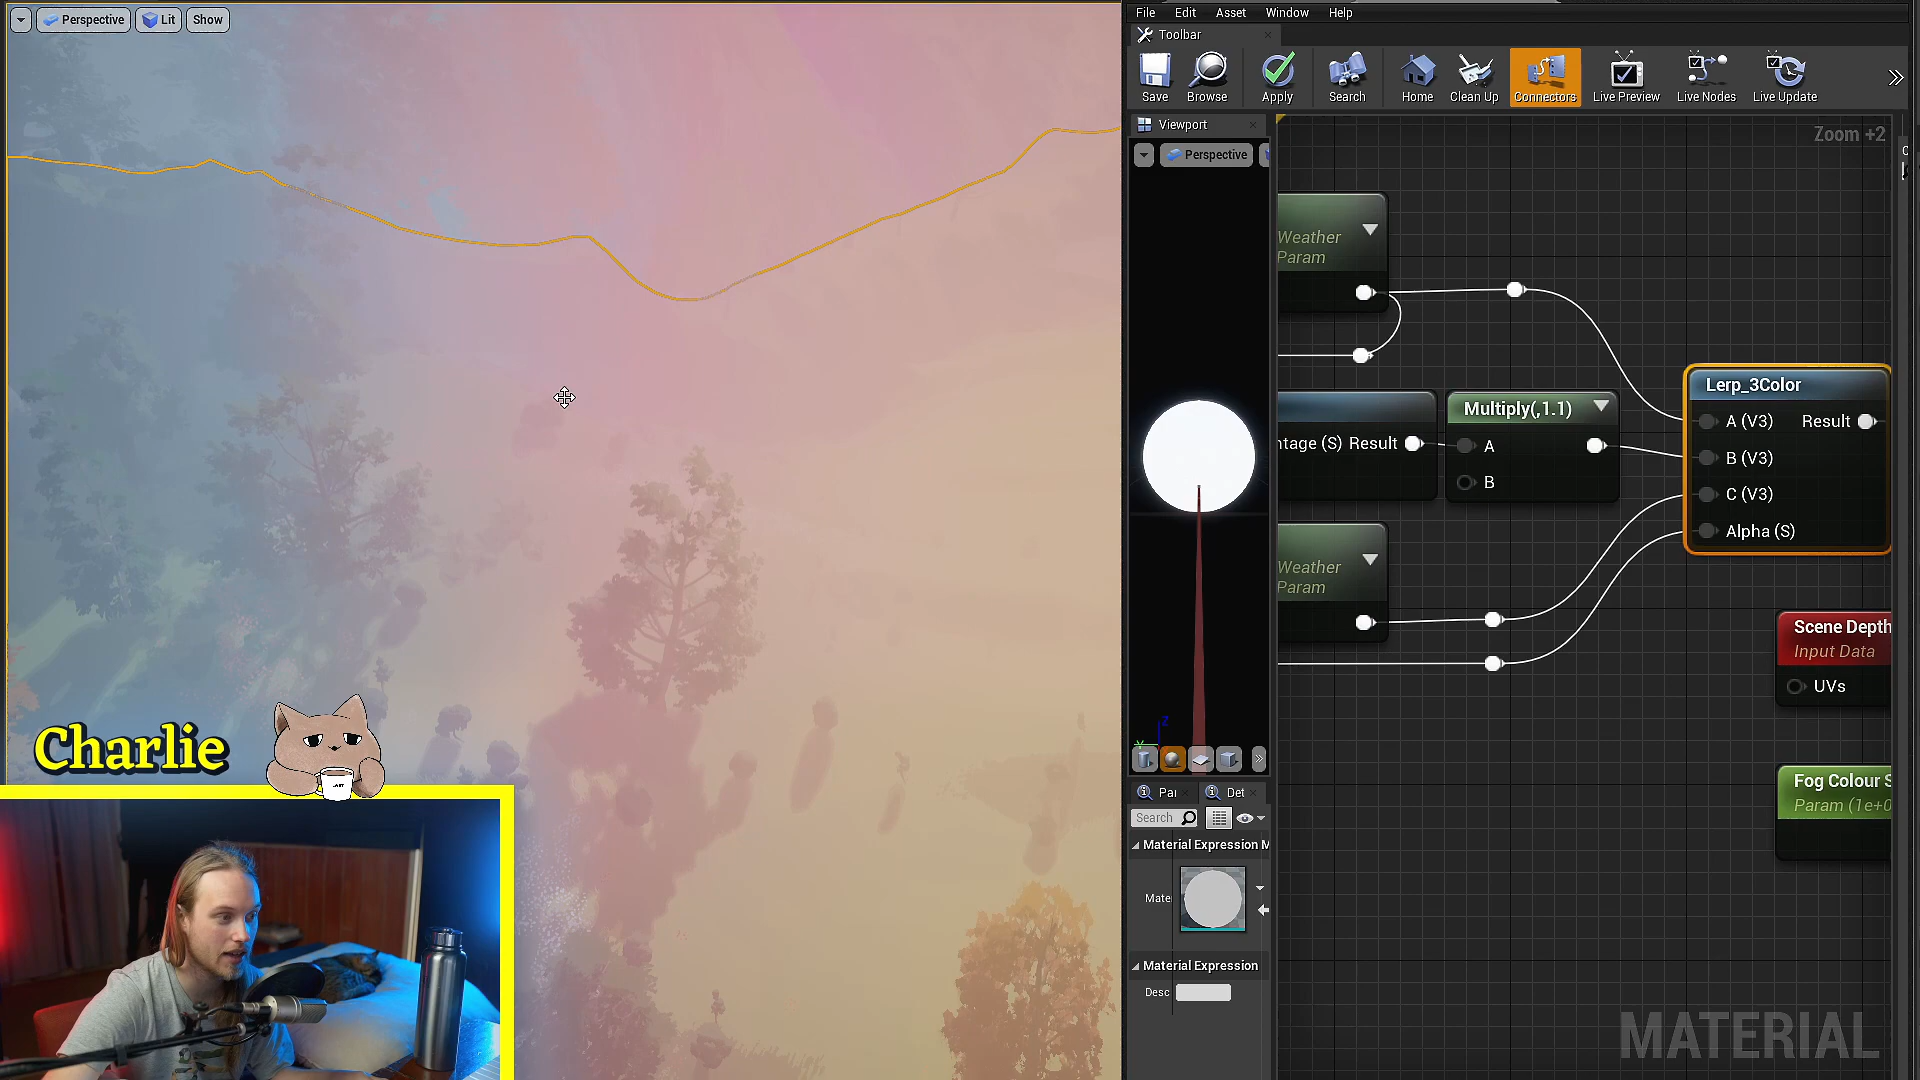 Perspective
Lit
Show
File
Edit
Asset
Window
Help
Toolbar
Save
Browse
Apply
Search
Home
Clean Up
Connectors
Live Preview
Live Nodes
Live Update
Viewport
Perspective
Zoom +2
Weather
Param
Lerp_3Color
A (V3)
Result
B (V3)
C (V3)
Alpha (S)
Multiply(,1.1)
ntage (S)
Result
A
B
Weather
Param
Scene Depth
Input Data
UVs
Fog Colour S
Param (1e+0
Z
Y
Par
Det
Search
Material Expression M
Mate
Material Expression
Desc
MATERIAL
Charlie